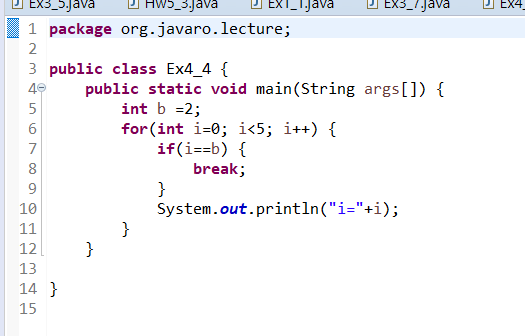 Ex3_5.java Hw5_3.java Ex1_1.java Ex3_7.java Ex4_
1 package org.javaro.lecture;
2
3 public class Ex4_4 {
4 public static void main(String args[]) {
5 int b =2;
6 for(int i=0; i<5; i++) {
7 if(i==b) {
8 break;
9 }
10 System.out.println("i="+i);
11 }
12 }
13
14 }
15